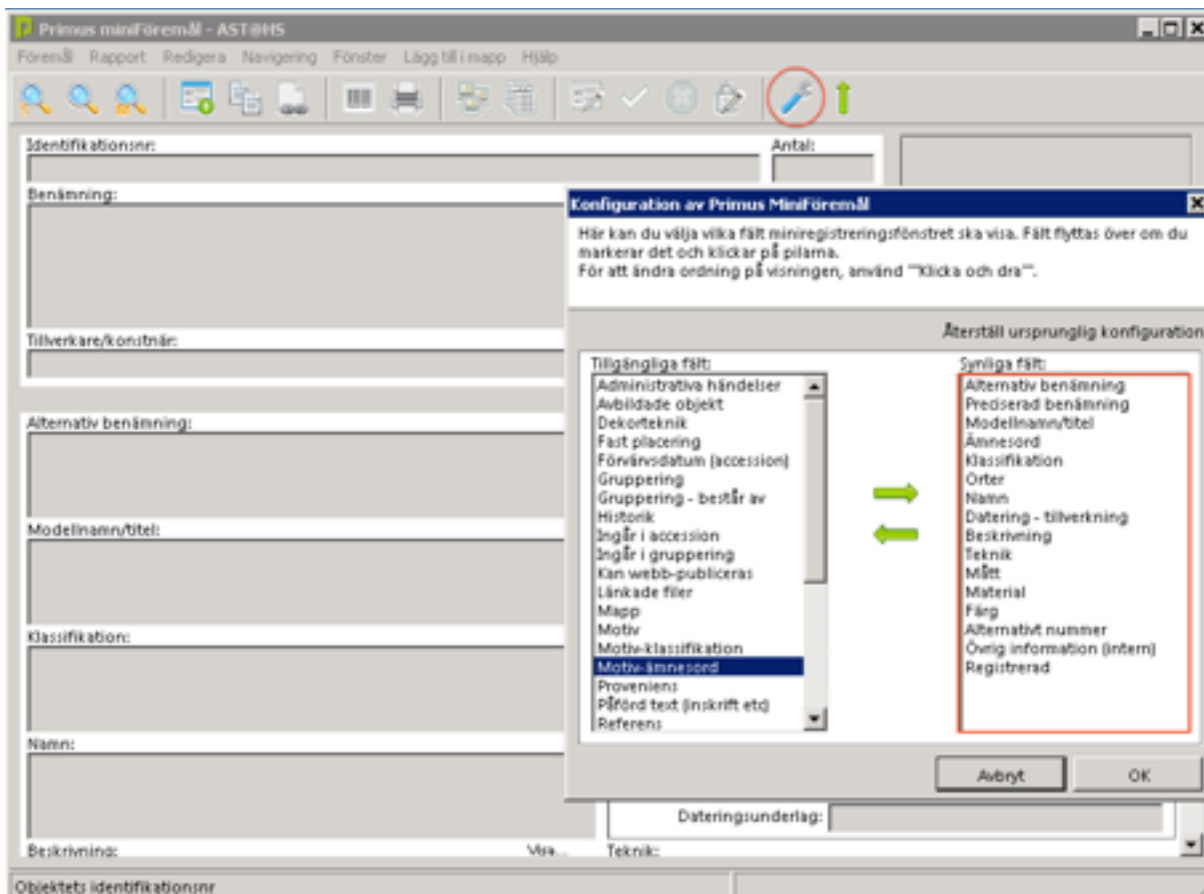 Primus miniFöremål - AST@HS
Föremål Rapport Redigera Navigering Fönster Lägg till i mapp Hjälp
Identifikationsnr:
Antal:
Benämning:
Tillverkare/konstnär:
Alternativ benämning:
Modellnamn/titel:
Klassifikation:
Namn:
Beskrivning:
Visa...
Teknik:
Dateringsunderlag:
Objektets identifikationsnr
Konfiguration av Primus MiniFöremål
Här kan du välja vilka fält miniregistreringsfönstret ska visa. Fält flyttas över om du
markerar det och klickar på pilarna.
För att ändra ordning på visningen, använd ""Klicka och dra"".
Återställ ursprunglig konfiguration
Tillgängliga fält:
Administrativa händelser
Avbildade objekt
Dekorteknik
Fast placering
Förvärvsdatum (accession)
Gruppering
Gruppering - består av
Historik
Ingår i accession
Ingår i gruppering
Kan webb-publiceras
Länkade filer
Mapp
Motiv
Motiv-klassifikation
Motiv-ämnesord
Proveniens
Påförd text (inskrift etc)
Referens
Synliga fält:
Alternativ benämning
Preciserad benämning
Modellnamn/titel
Ämnesord
Klassifikation
Orter
Namn
Datering - tillverkning
Beskrivning
Teknik
Mått
Material
Färg
Alternativt nummer
Övrig information (intern)
Registrerad
Avbryt
OK